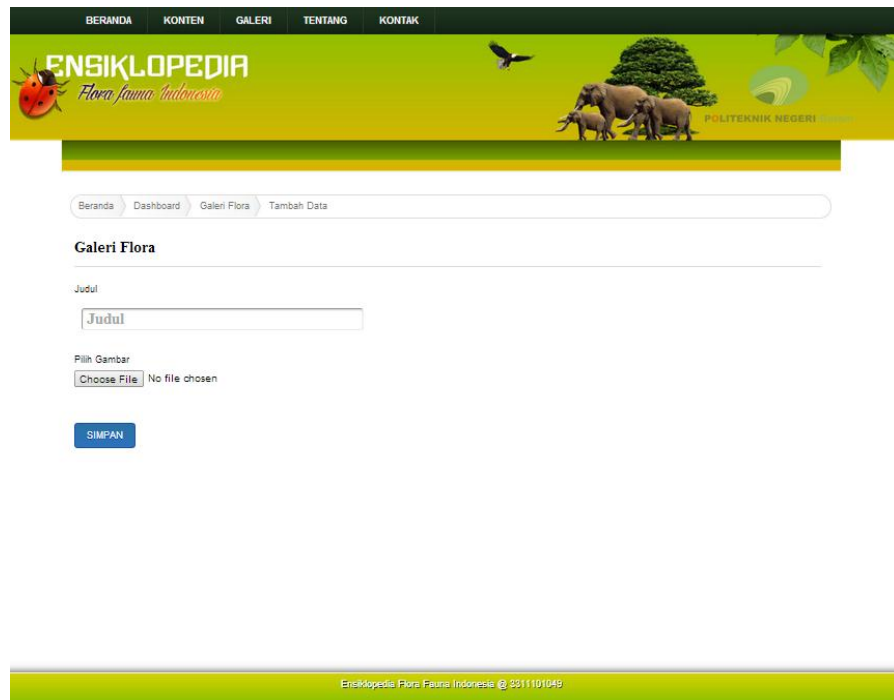 BERANDA KONTEN GALERI TENTANG KONTAK
ENSIKLOPEDIA
Flora fauna Indonesia
POLITEKNIK NEGERI
Beranda Dashboard Galeri Flora Tambah Data
Galeri Flora
Judul
Judul
Pilih Gambar
Choose File No file chosen
SIMPAN
Ensiklopedia Flora Fauna Indonesia @ 3311101049